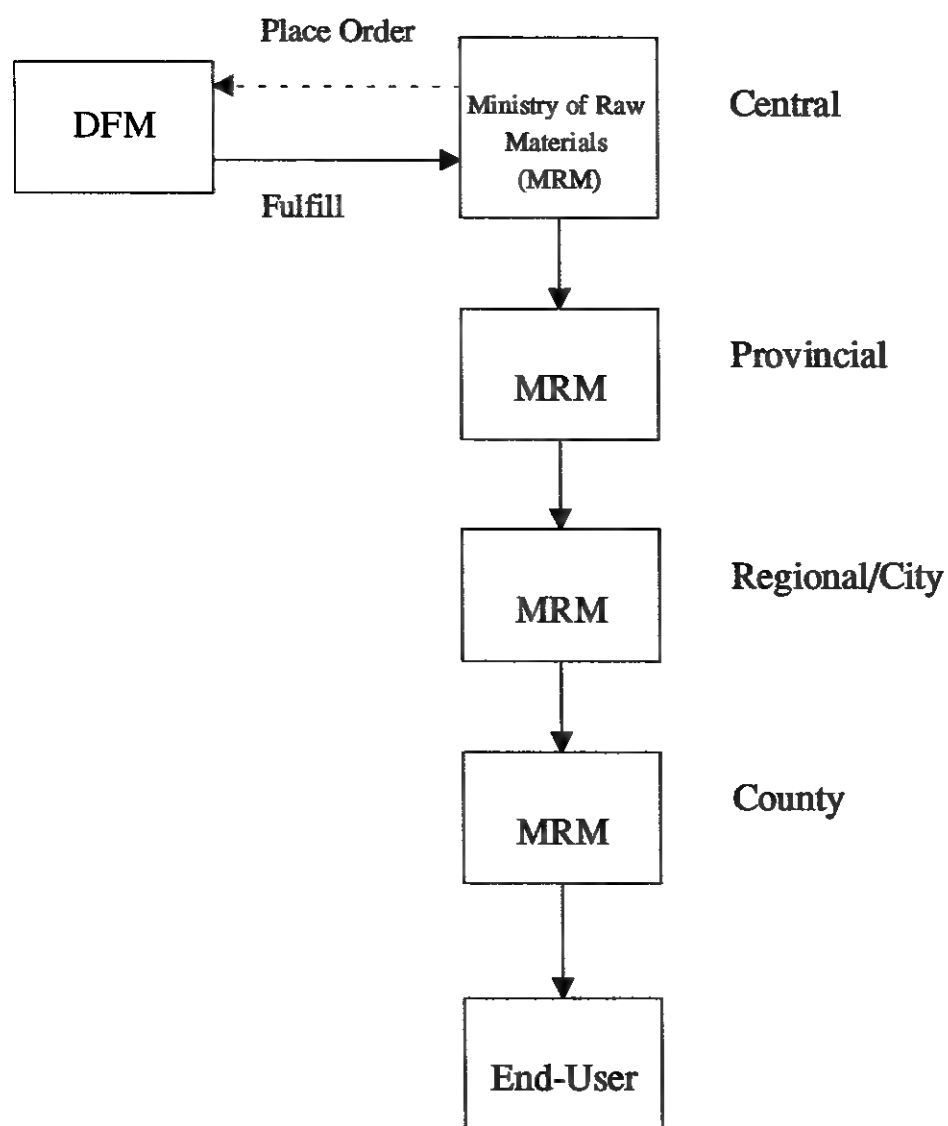 Place Order
DFM
Ministry of Raw
Materials
(MRM)
Central
Fulfill
MRM
Provincial
MRM
Regional/City
MRM
County
End-User